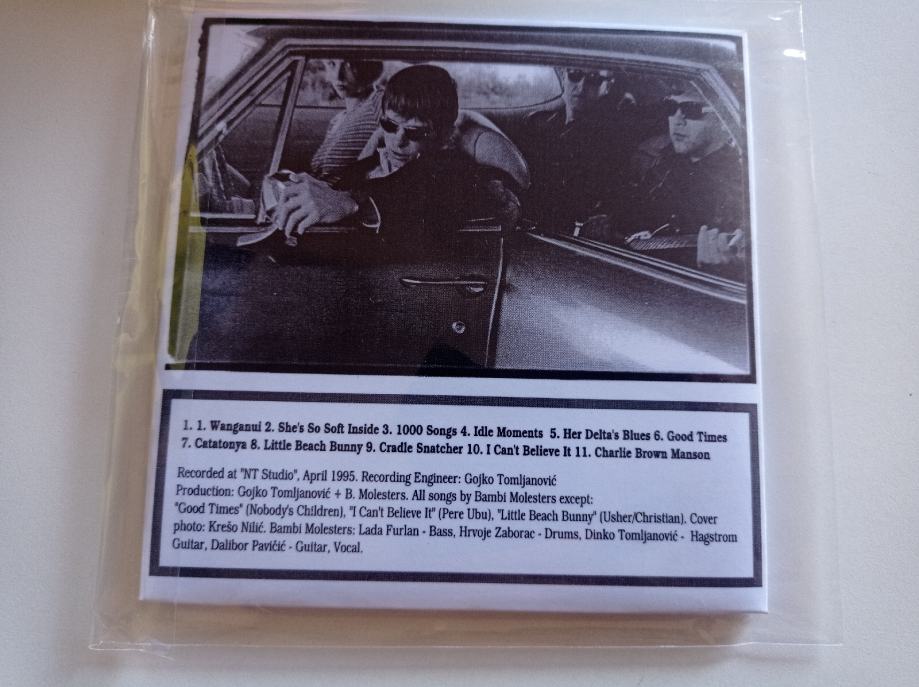 1. 1. Wanganui 2. She's So Soft Inside 3. 1000 Songs 4. Idle Moments 5. Her Delta's Blues 6. Good Times
7. Catatonya 8. Little Beach Bunny 9. Cradle Snatcher 10. I Can't Believe It 11. Charlie Brown Manson
Recorded at "NT Studio", April 1995. Recording Engineer: Gojko Tomljanović
Production: Gojko Tomljanović + B. Molesters. All songs by Bambi Molesters except:
"Good Times" (Nobody's Children), "I Can't Believe It" (Pere Ubu), "Little Beach Bunny" (Usher/Christian). Cover
photo: Krešo Nilić. Bambi Molesters: Lada Furlan - Bass, Hrvoje Zaborac - Drums, Dinko Tomljanović - Hagstrom
Guitar, Dalibor Pavičić - Guitar, Vocal.